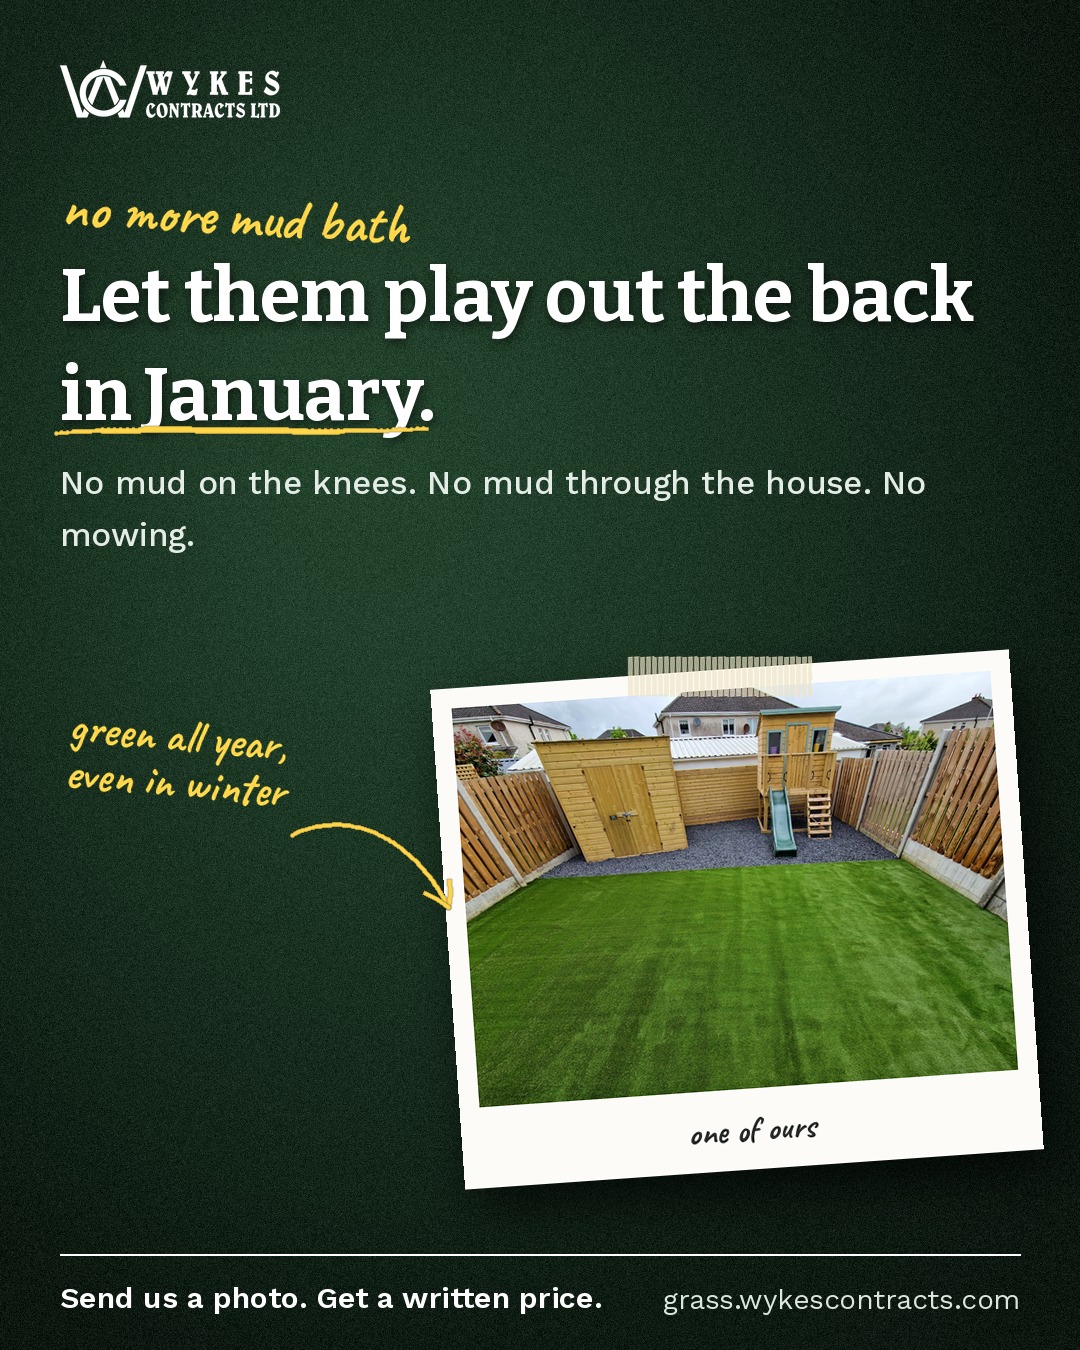 WYKES
CONTRACTS LTD
no more mud bath
Let them play out the back
in January.
No mud on the knees. No mud through the house. No
mowing.
green all year,
even in winter
one of ours
Send us a photo. Get a written price.
grass.wykescontracts.com